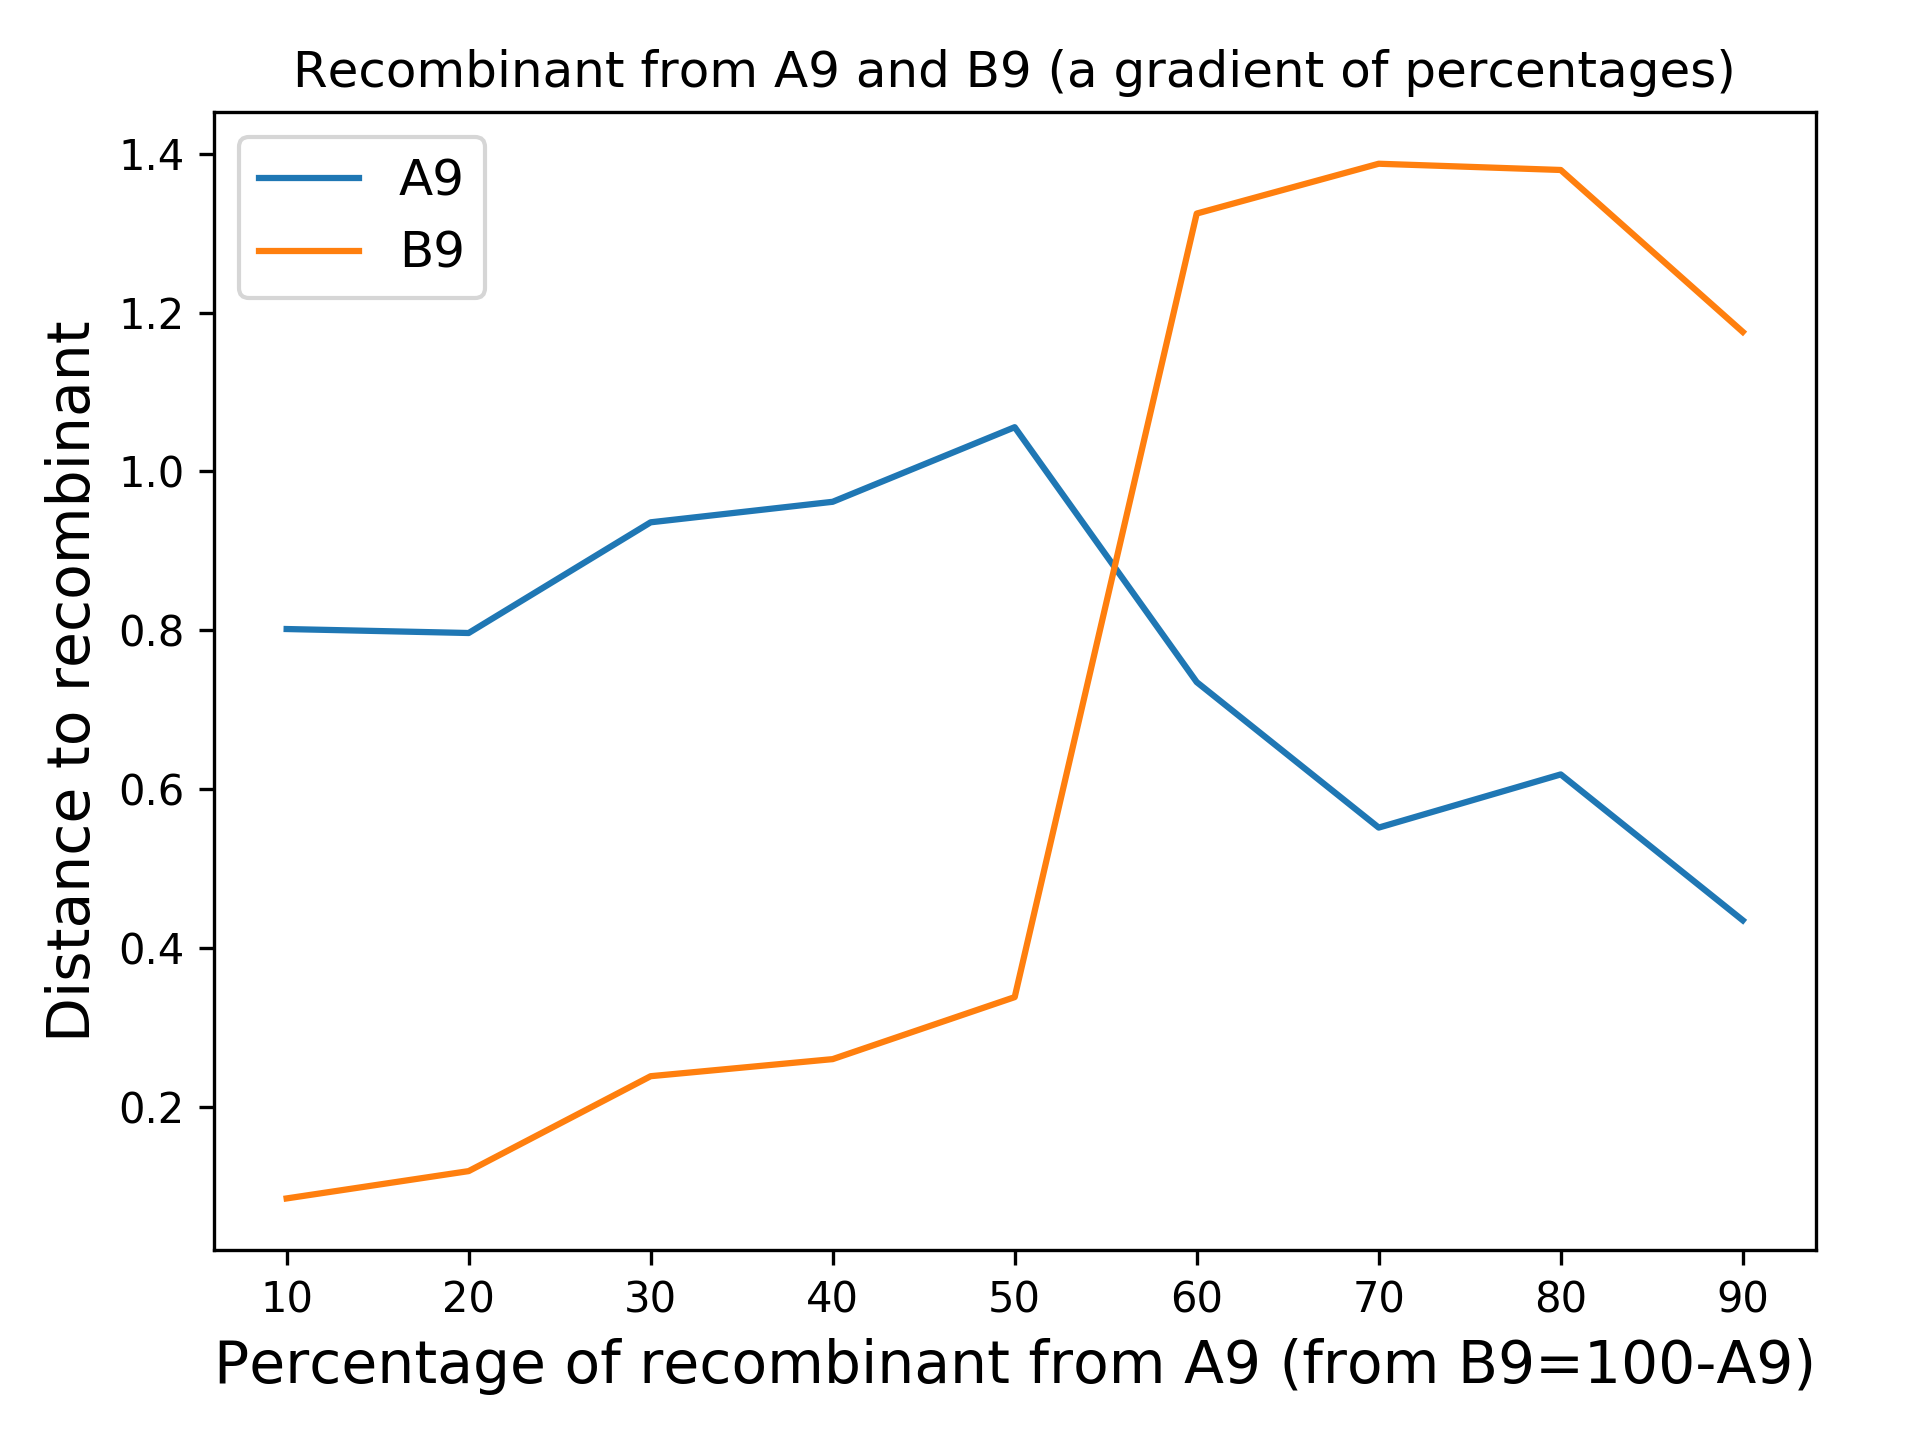 Recombinant from A9 and B9 (a gradient of percentages)
A9
B9
Distance to recombinant
1.4
1.2
1.0
0.8
0.6
0.4
0.2
10 20 30 40 50 60 70 80 90
Percentage of recombinant from A9 (from B9=100-A9)